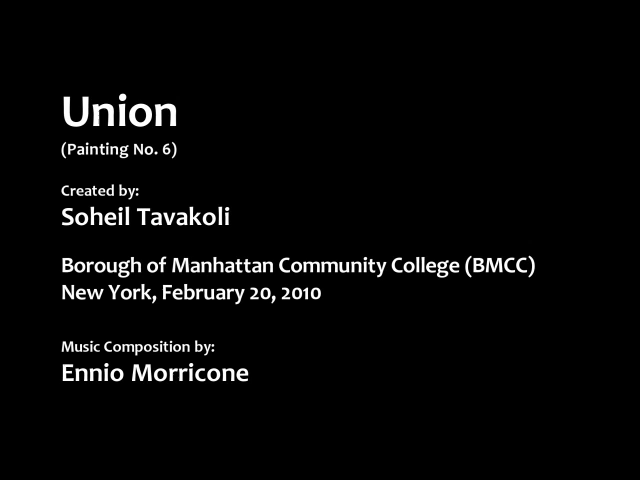 Union
(Painting No. 6)
Created by:
Soheil Tavakoli
Borough of Manhattan Community College (BMCC)
New York, February 20, 2010
Music Composition by:
Ennio Morricone